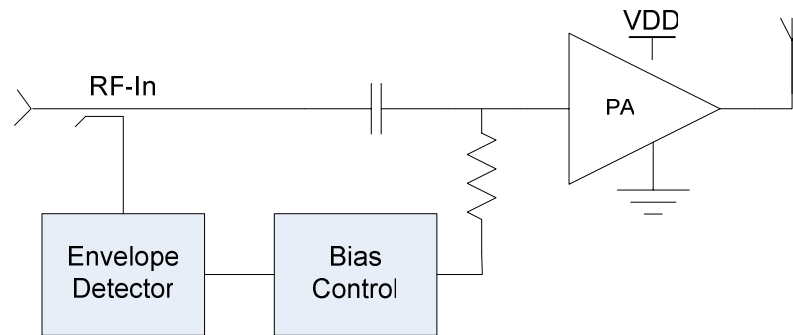 VDD
RF-In
PA
Envelope
Detector
Bias
Control